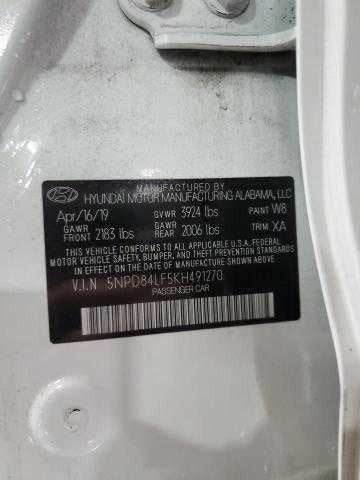 MANUFACTURED BY
HYUNDAI MOTOR MANUFACTURING ALABAMA, LLC
Apr/16/19 GVWR 3924 lbs PAINT W8
GAWR FRONT 2183 lbs GAWR REAR 2006 lbs TRIM XA
THIS VEHICLE CONFORMS TO ALL APPLICABLE U.S. FEDERAL
MOTOR VEHICLE SAFETY, BUMPER, AND THEFT PREVENTION STANDARDS
IN EFFECT ON THE DATE OF MANUFACTURE SHOWN ABOVE.
V.I.N 5NPD84LF5KH491270
PASSENGER CAR